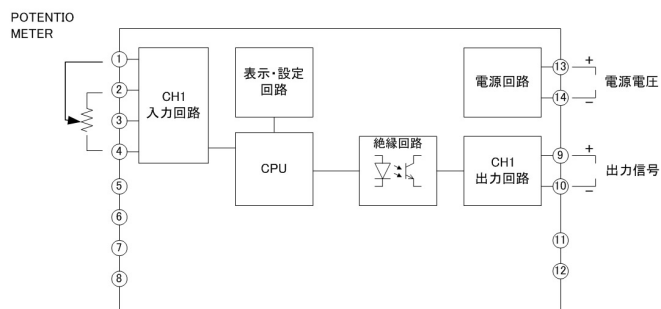 POTENTIO
METER
1
2
3
4
5
6
7
8
CH1
入力回路
表示・設定
回路
CPU
絶縁回路
電源回路
CH1
出力回路
13
14
9
10
11
12
+
電源電圧
−
+
出力信号
−